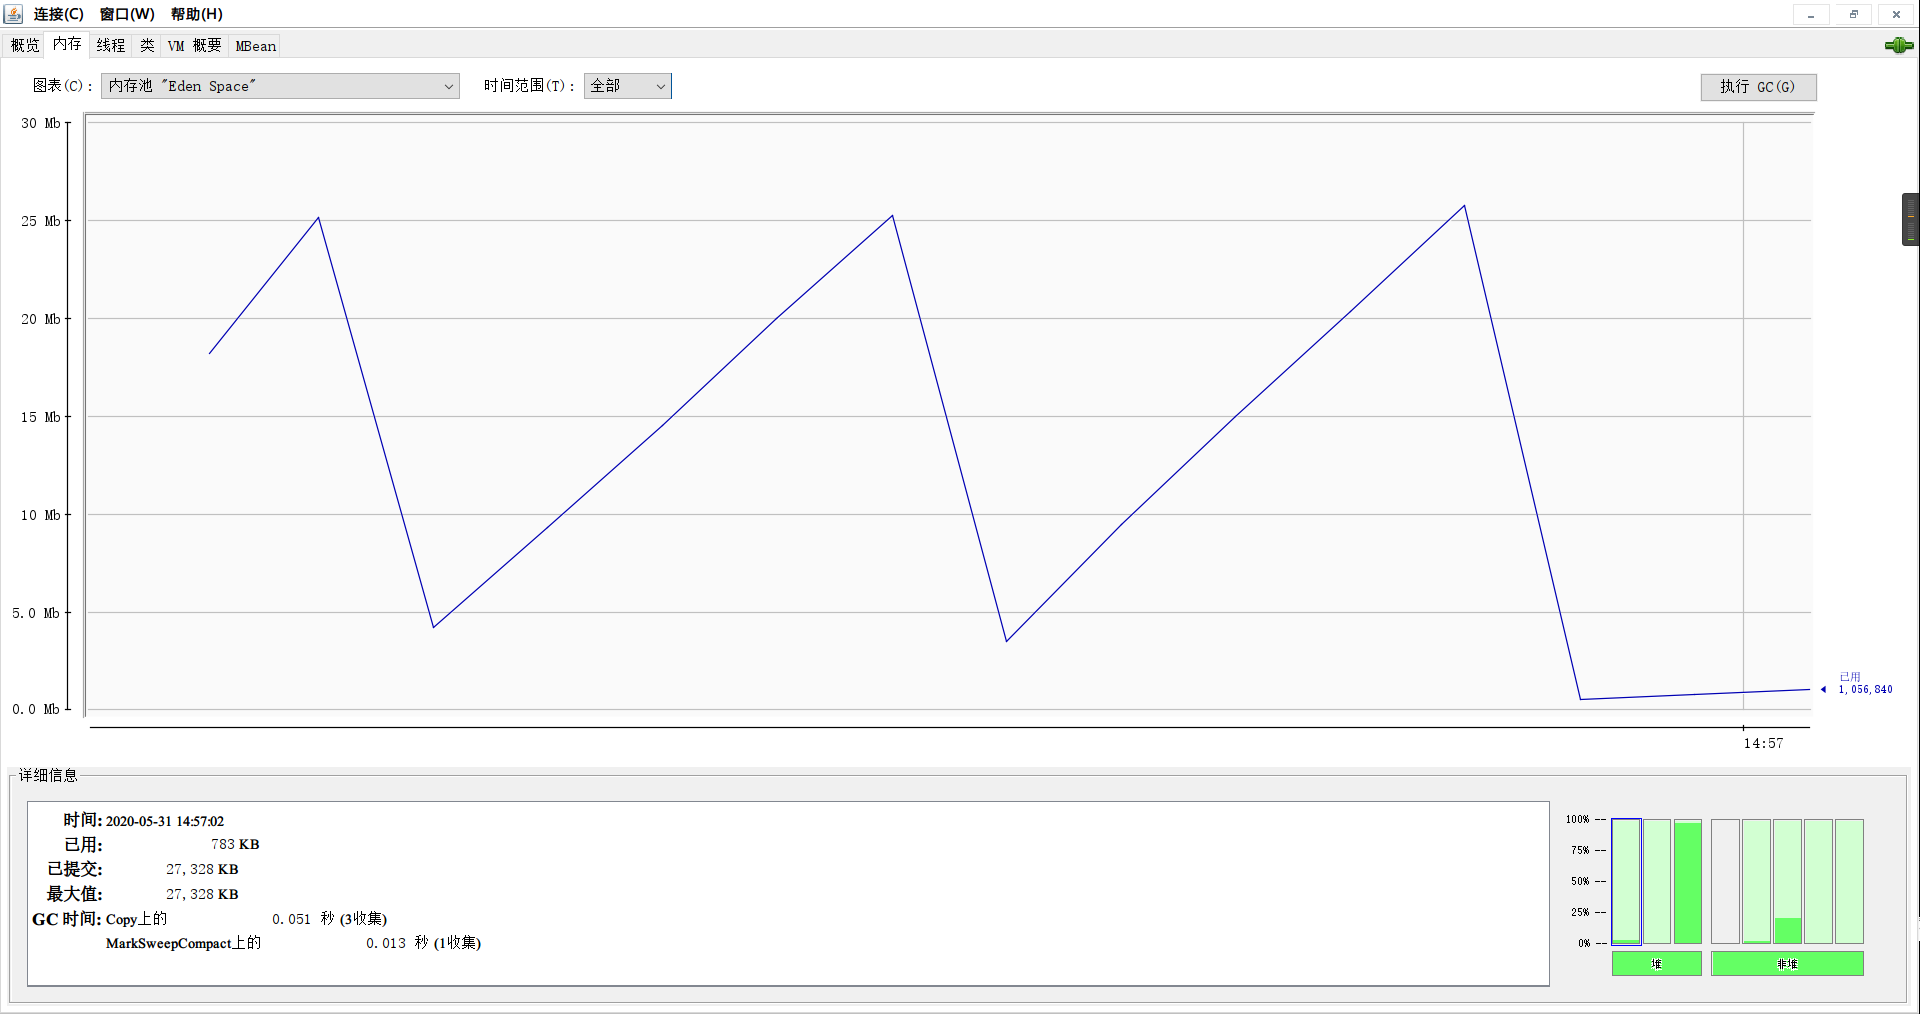 连接(C) 窗口(W) 帮助(H)
概览 内存 线程 类 VM 概要 MBean
图表(C): 内存池 "Eden Space" 时间范围(T): 全部 执行 GC(G)
30 Mb
25 Mb
20 Mb
15 Mb
10 Mb
5.0 Mb
0.0 Mb
已用
1,056,840
14:57
详细信息
时间: 2020-05-31 14:57:02
已用: 783 KB
已提交: 27,328 KB
最大值: 27,328 KB
GC 时间: Copy上的 0.051 秒 (3收集)
MarkSweepCompact上的 0.013 秒 (1收集)
100% --
75% --
50% --
25% --
0% --
堆 非堆